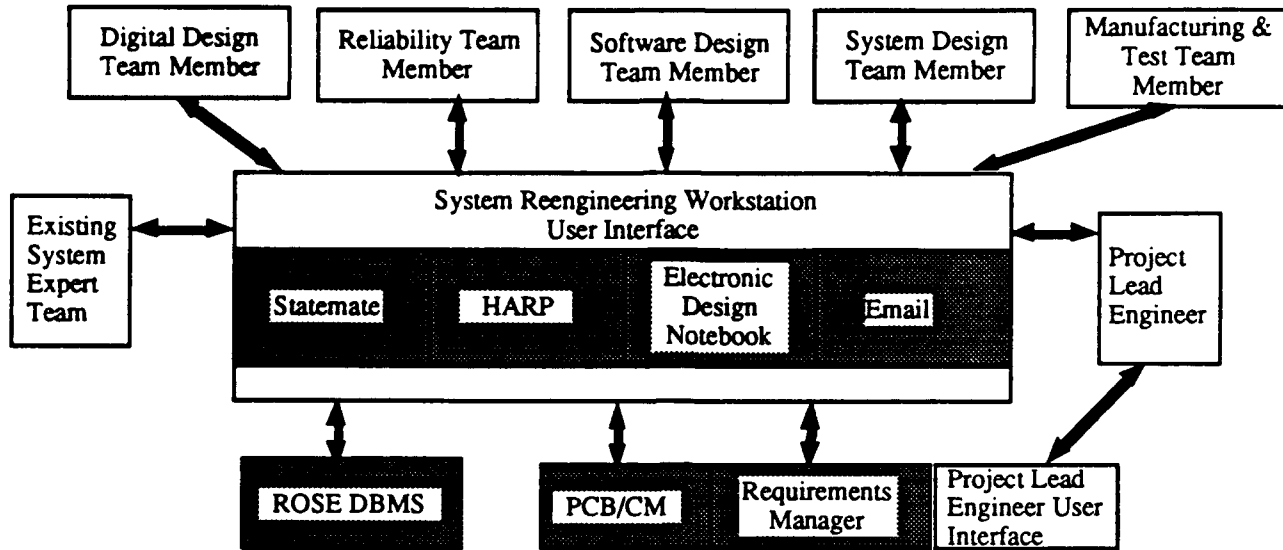 Digital Design
Team Member
Reliability Team
Member
Software Design
Team Member
System Design
Team Member
Manufacturing &
Test Team
Member
System Reengineering Workstation
User Interface
Existing
System
Expert
Team
Statemate
HARP
Electronic
Design
Notebook
Email
Project
Lead
Engineer
ROSE DBMS
PCB/CM
Requirements
Manager
Project Lead
Engineer User
Interface